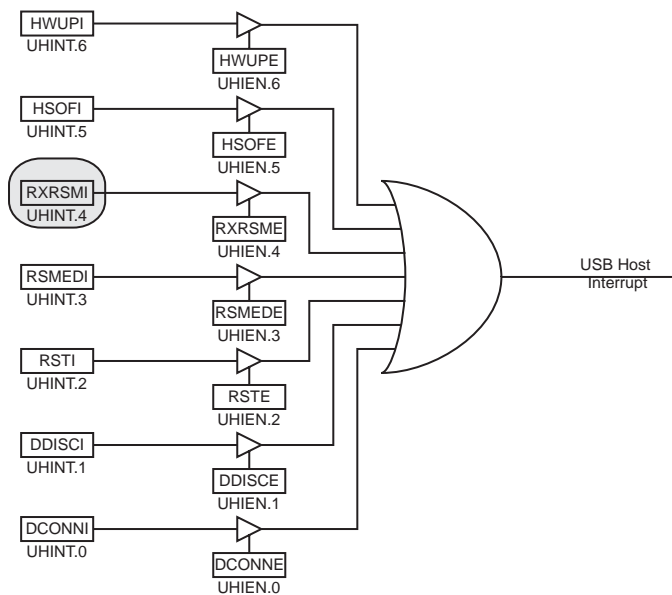 HWUPI
UHINT.6
HWUPE
UHIEN.6
HSOFI
UHINT.5
HSOFE
UHIEN.5
RXRSMI
UHINT.4
RXRSME
UHIEN.4
USB Host
Interrupt
RSMEDI
UHINT.3
RSMEDE
UHIEN.3
RSTI
UHINT.2
RSTE
UHIEN.2
DDISCI
UHINT.1
DDISCE
UHIEN.1
DCONNI
UHINT.0
DCONNE
UHIEN.0